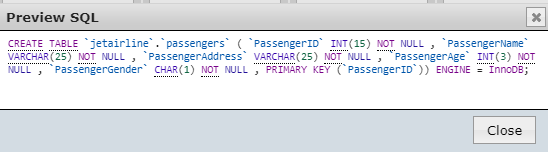 Preview SQL
CREATE TABLE `jetairline`.`passengers` ( `PassengerID` INT(15) NOT NULL , `PassengerName`
VARCHAR(25) NOT NULL , `PassengerAddress` VARCHAR(25) NOT NULL , `PassengerAge` INT(3) NOT
NULL , `PassengerGender` CHAR(1) NOT NULL , PRIMARY KEY (`PassengerID`)) ENGINE = InnoDB;
Close